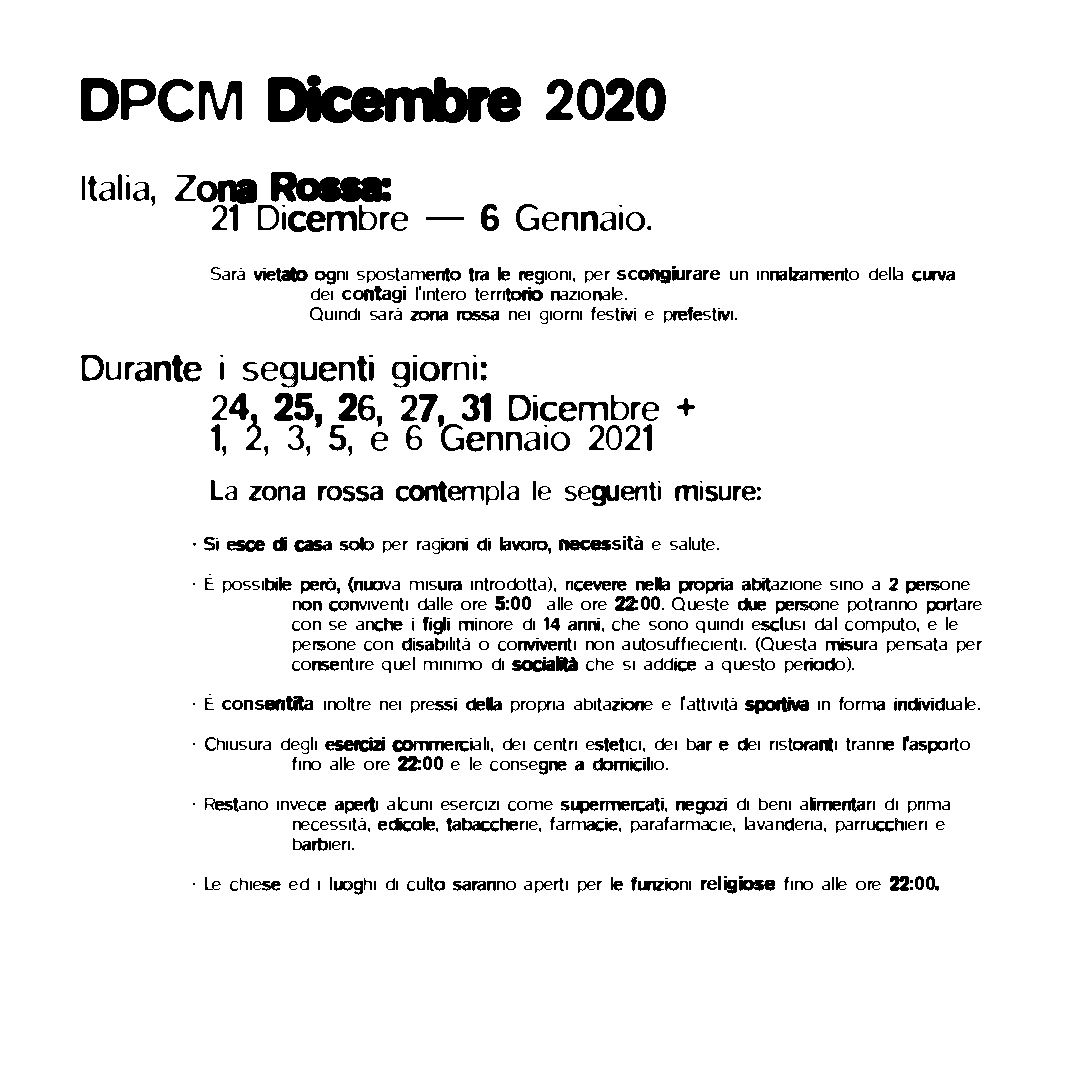 DPCM Dicembre 2020
Italia, Zona Rossa:
21 Dicembre — 6 Gennaio.
Sarà vietato ogni spostamento tra le regioni, per scongiurare un innalzamento della curva
dei contagi l'intero territorio nazionale.
Quindi sarà zona rossa nei giorni festivi e prefestivi.
Durante i seguenti giorni:
24, 25, 26, 27, 31 Dicembre +
1, 2, 3, 5, e 6 Gennaio 2021
La zona rossa contempla le seguenti misure:
· Si esce di casa solo per ragioni di lavoro, necessità e salute.
· È possibile però, (nuova misura introdotta), ricevere nella propria abitazione sino a 2 persone
non conviventi dalle ore 5:00 alle ore 22:00. Queste due persone potranno portare
con se anche i figli minore di 14 anni, che sono quindi esclusi dal computo, e le
persone con disabilità o conviventi non autosuffiecienti. (Questa misura pensata per
consentire quel minimo di socialità che si addice a questo periodo).
· È consentita inoltre nei pressi della propria abitazione e l'attività sportiva in forma individuale.
· Chiusura degli esercizi commerciali, dei centri estetici, dei bar e dei ristoranti tranne l'asporto
fino alle ore 22:00 e le consegne a domicilio.
· Restano invece aperti alcuni esercizi come supermercati, negozi di beni alimentari di prima
necessità, edicole, tabaccherie, farmacie, parafarmacie, lavanderia, parrucchieri e
barbieri.
· Le chiese ed i luoghi di culto saranno aperti per le funzioni religiose fino alle ore 22:00.